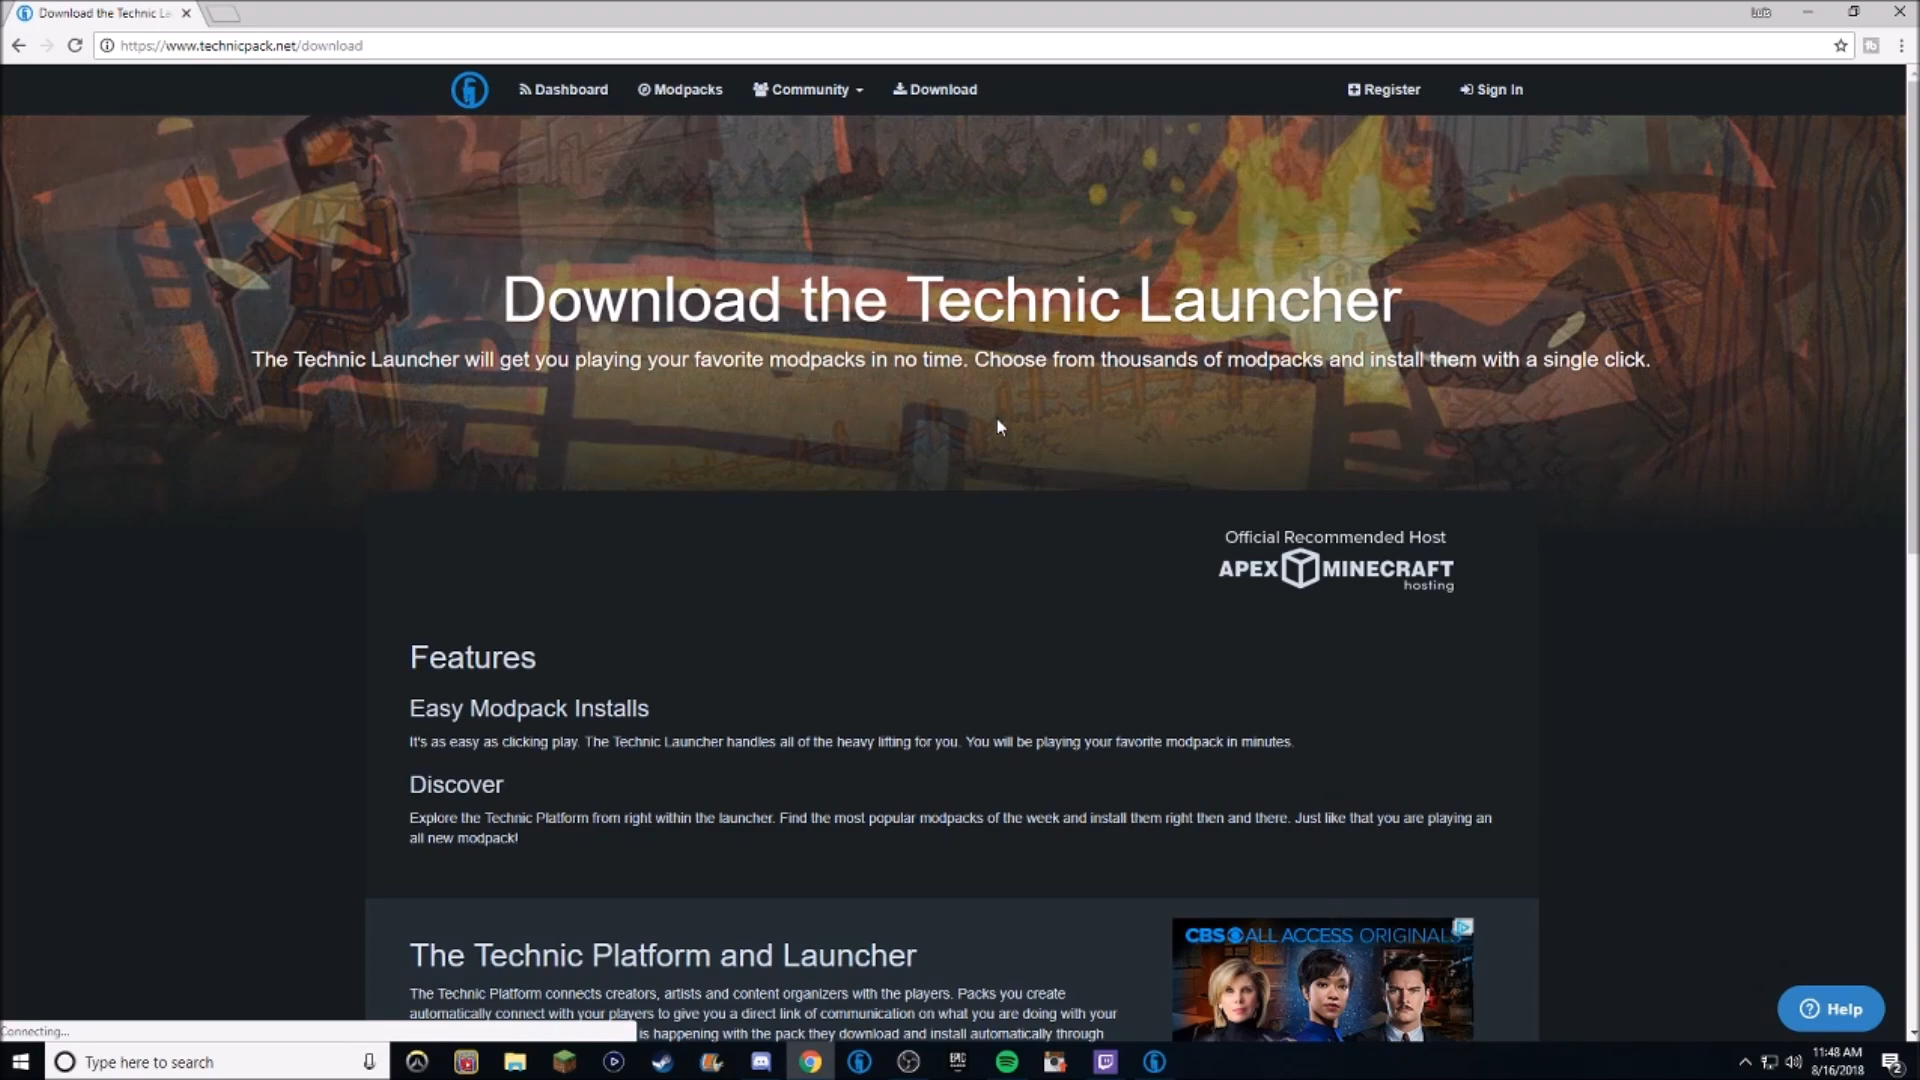 Download the Technic La
Luis
https://www.technicpack.net/download
Dashboard
Modpacks
Community
Download
Register
Sign In
Download the Technic Launcher
The Technic Launcher will get you playing your favorite modpacks in no time. Choose from thousands of modpacks and install them with a single click.
Official Recommended Host
APEX MINECRAFT
hosting
Features
Easy Modpack Installs
It's as easy as clicking play. The Technic Launcher handles all of the heavy lifting for you. You will be playing your favorite modpack in minutes.
Discover
Explore the Technic Platform from right within the launcher. Find the most popular modpacks of the week and install them right then and there. Just like that you are playing an
all new modpack!
The Technic Platform and Launcher
The Technic Platform connects creators, artists and content organizers with the players. Packs you create
automatically connect with your players to give you a direct link of communication on what you are doing with your
is happening with the pack they download and install automatically through
CBS ALL ACCESS ORIGINALS
Help
Connecting...
Type here to search
EPIC
GAMES
11:48 AM
8/16/2018
2